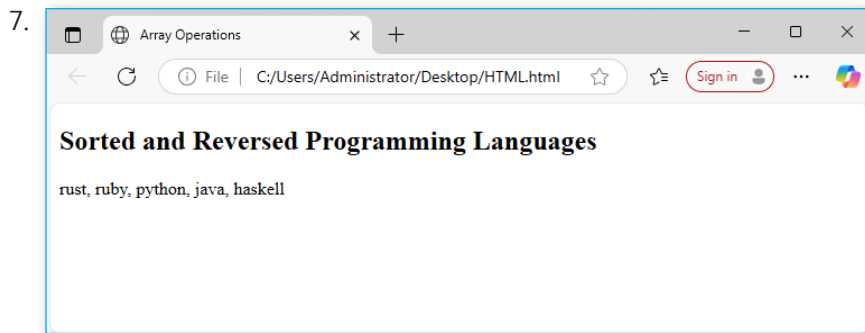 7.
Array Operations
File | C:/Users/Administrator/Desktop/HTML.html
Sign in
Sorted and Reversed Programming Languages
rust, ruby, python, java, haskell